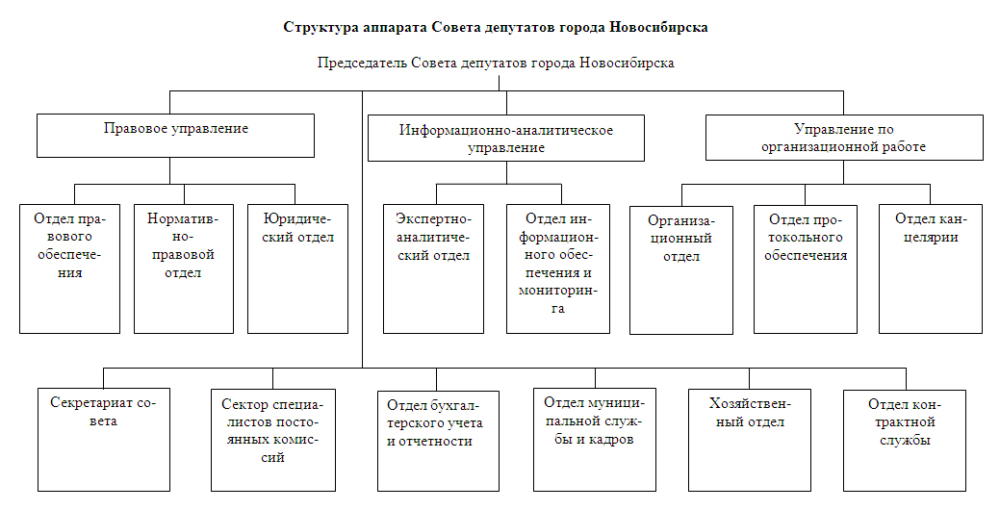 Структура аппарата Совета депутатов города Новосибирска
Председатель Совета депутатов города Новосибирска
Правовое управление
Информационно-аналитическое
управление
Управление по
организационной работе
Отдел пра-
вового
обеспече-
ния
Норматив-
но-
правовой
отдел
Юриди-
ческий отдел
Экспертно-
аналитиче-
ский отдел
Отдел ин-
формацион-
ного обес-
печения и
мониторин-
га
Организа-
ционный
отдел
Отдел про-
токольного
обеспечения
Отдел кан-
целярии
Секретариат со-
вета
Сектор специа-
листов посто-
янных комис-
сий
Отдел бухгал-
терского учета
и отчетности
Отдел муници-
пальной служ-
бы и кадров
Хозяйствен-
ный отдел
Отдел кон-
трактной
службы